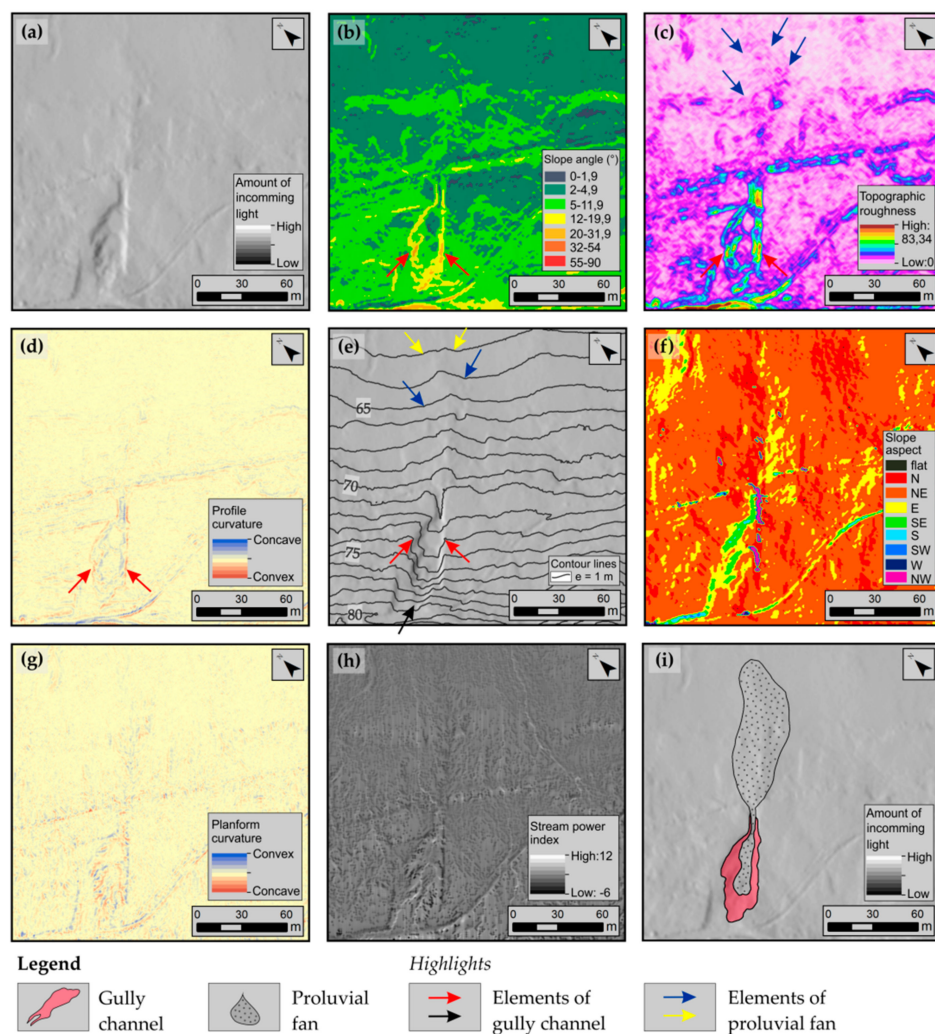 (a)
Amount of
incomming
light
High
Low
0 30 60
m
(b)
Slope angle (°)
0-1,9
2-4,9
5-11,9
12-19,9
20-31,9
32-54
55-90
0 30 60
m
(c)
Topographic
roughness
High:
83,34
Low:0
0 30 60
m
(d)
Profile
curvature
Concave
Convex
0 30 60
m
(e)
65
70
75
80
Contour lines
e = 1 m
0 30 60
m
(f)
Slope
aspect
flat
N
NE
E
SE
S
SW
W
NW
0 30 60
m
(g)
Planform
curvature
Convex
Concave
0 30 60
m
(h)
Stream power
index
High:12
Low: -6
0 30 60
m
(i)
Amount of
incomming
light
High
Low
0 30 60
m
Legend
Highlights
Gully
channel
Proluvial
fan
Elements of
gully channel
Elements of
proluvial fan